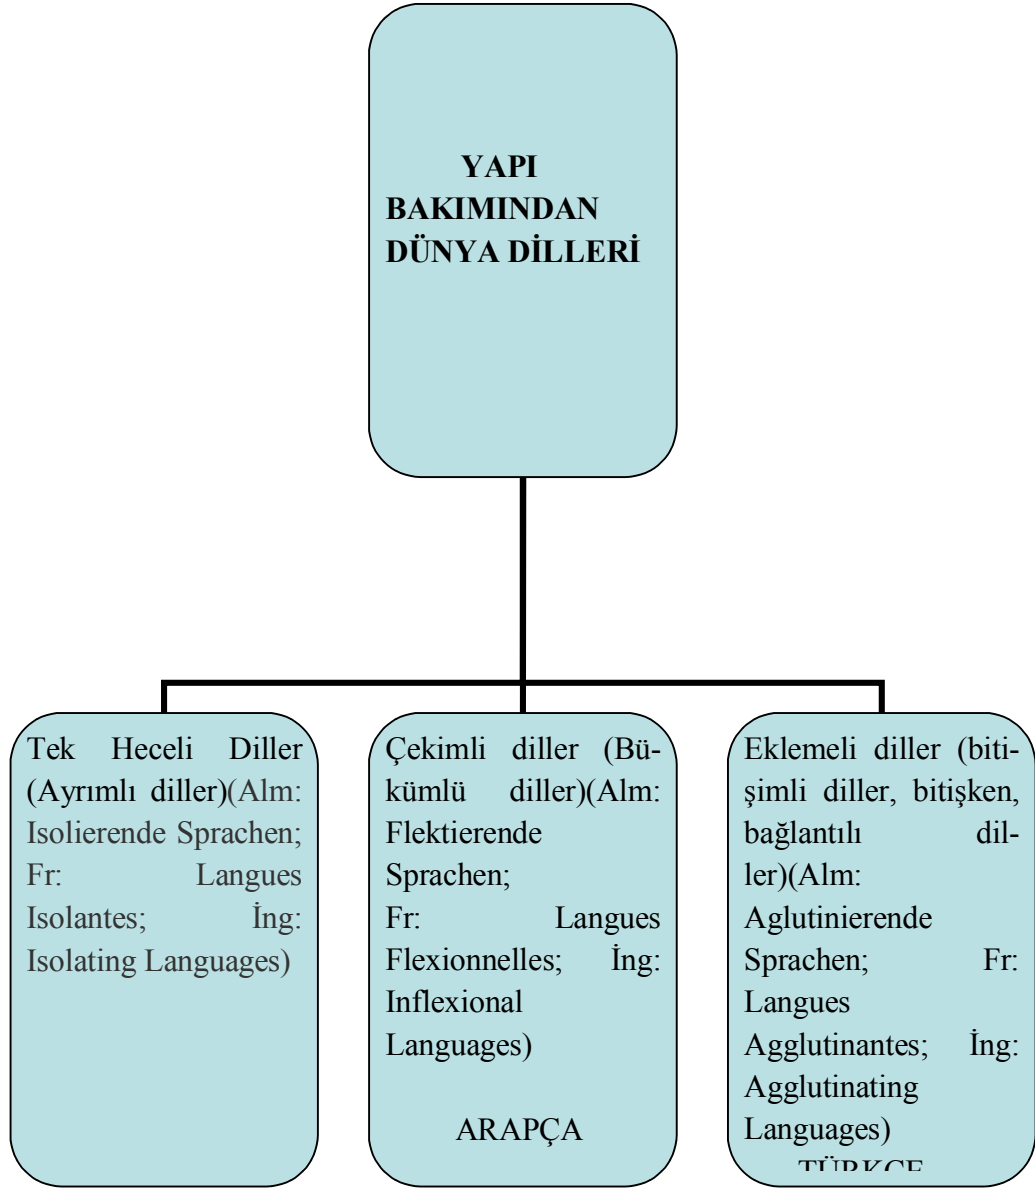 YAPI
BAKIMINDAN
DÜNYA DİLLERİ
Tek Heceli Diller
(Ayrımlı diller)(Alm:
Isolierende Sprachen;
Fr: Langues
Isolantes; İng:
Isolating Languages)
Çekimli diller (Bü-
kümlü diller)(Alm:
Flektierende
Sprachen;
Fr: Langues
Flexionnelles; İng:
Inflexional
Languages)
ARAPÇA
Eklemeli diller (biti-
şimli diller, bitişken,
bağlantılı dil-
ler)(Alm:
Aglutinierende
Sprachen; Fr:
Langues
Agglutinantes; İng:
Agglutinating
Languages)
TÜRKÇE